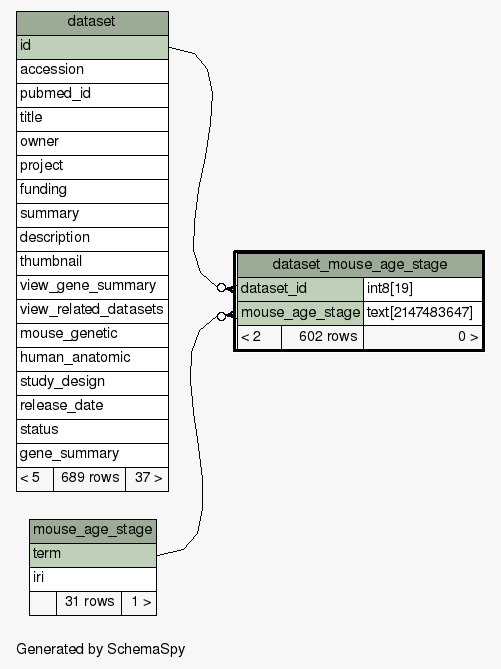 dataset
id
accession
pubmed_id
title
owner
project
funding
summary
description
thumbnail
view_gene_summary
view_related_datasets
mouse_genetic
human_anatomic
study_design
release_date
status
gene_summary
< 5 689 rows 37 >
dataset_mouse_age_stage
dataset_id int8[19]
mouse_age_stage text[2147483647]
< 2 602 rows 0 >
mouse_age_stage
term
iri
31 rows 1 >
Generated by SchemaSpy